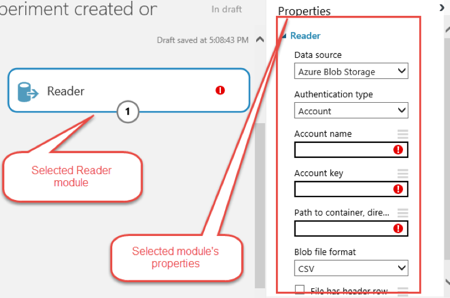 periment created or
In draft
Draft saved at 5:08:43 PM
Reader
1
Selected Reader
module
Selected module's
properties
Properties
Reader
Data source
Azure Blob Storage
Authentication type
Account
Account name
Account key
Path to container, dire...
Blob file format
CSV
File has header row